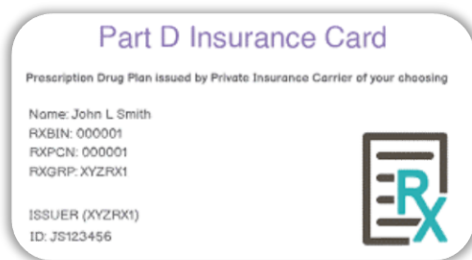 Part D Insurance Card
Prescription Drug Plan issued by Private Insurance Carrier of your choosing
Name: John L Smith
RXBIN: 000001
RXPCN: 000001
RXGRP: XYZRX1
ISSUER (XYZRX1)
ID: JS123456
RX